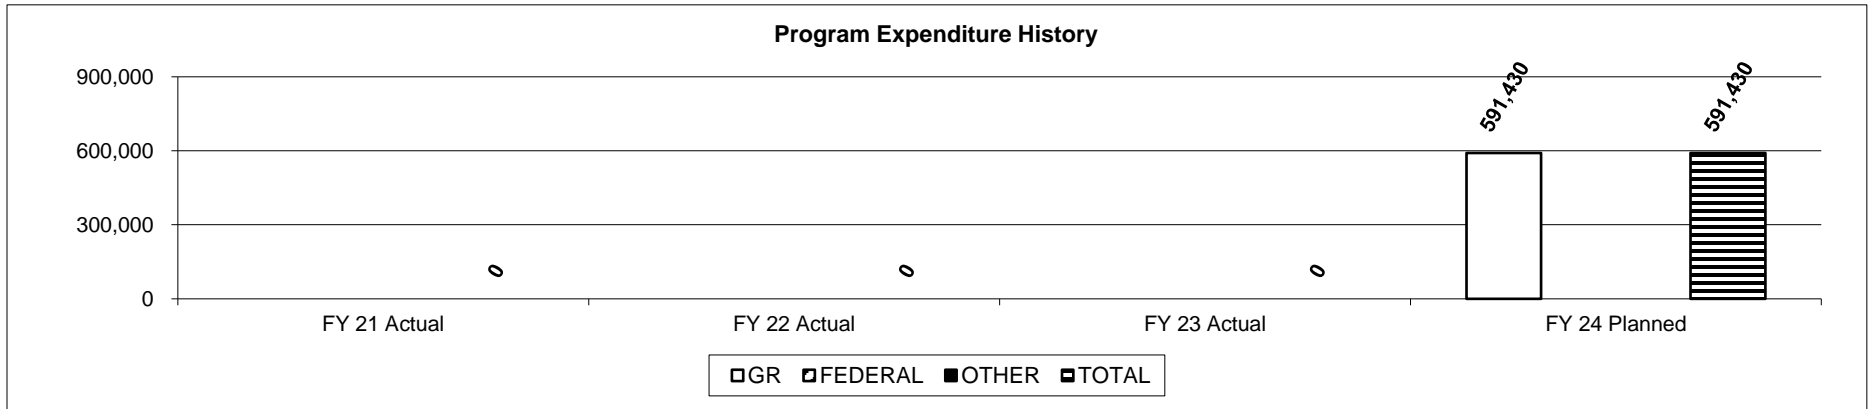 Program Expenditure History
900,000
600,000
300,000
0
0
0
0
591,430
591,430
FY 21 Actual
FY 22 Actual
FY 23 Actual
FY 24 Planned
GR FEDERAL OTHER TOTAL